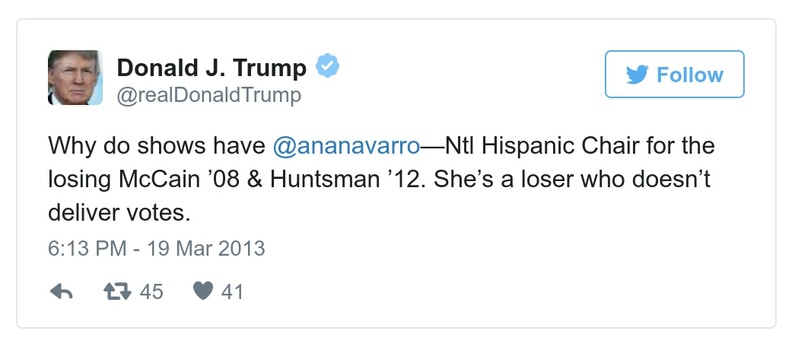 Donald J. Trump
@realDonaldTrump
Follow
Why do shows have @ananavarro—Ntl Hispanic Chair for the
losing McCain ’08 & Huntsman ’12. She’s a loser who doesn’t
deliver votes.
6:13 PM - 19 Mar 2013
45 41